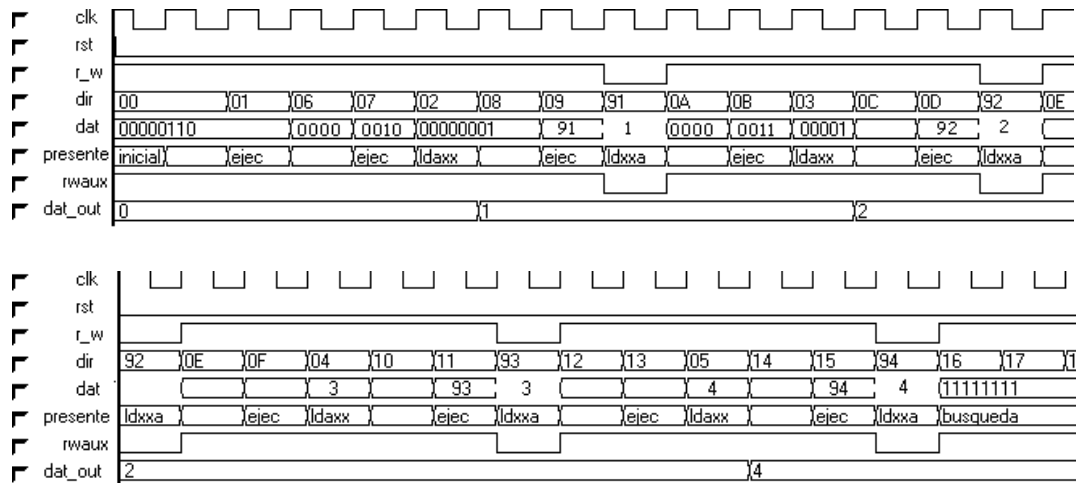 clk
rst
r_w
dir 00 01 06 07 02 08 09 91 0A 0B 03 0C 0D 92 0E
dat 00000110 0000 0010 00000001 91 1 0000 0011 00001 92 2
presente inicial ejec ejec ldaxx ejec ldxxa ejec ldaxx ejec ldxxa
rwaux
dat_out 0 1 2
clk
rst
r_w
dir 92 0E 0F 04 10 11 93 12 13 05 14 15 94 16 17 1
dat 3 93 3 4 94 4 11111111
presente ldxxa ejec ldaxx ejec ldxxa ejec ldaxx ejec ldxxa busqueda
rwaux
dat_out 2 4